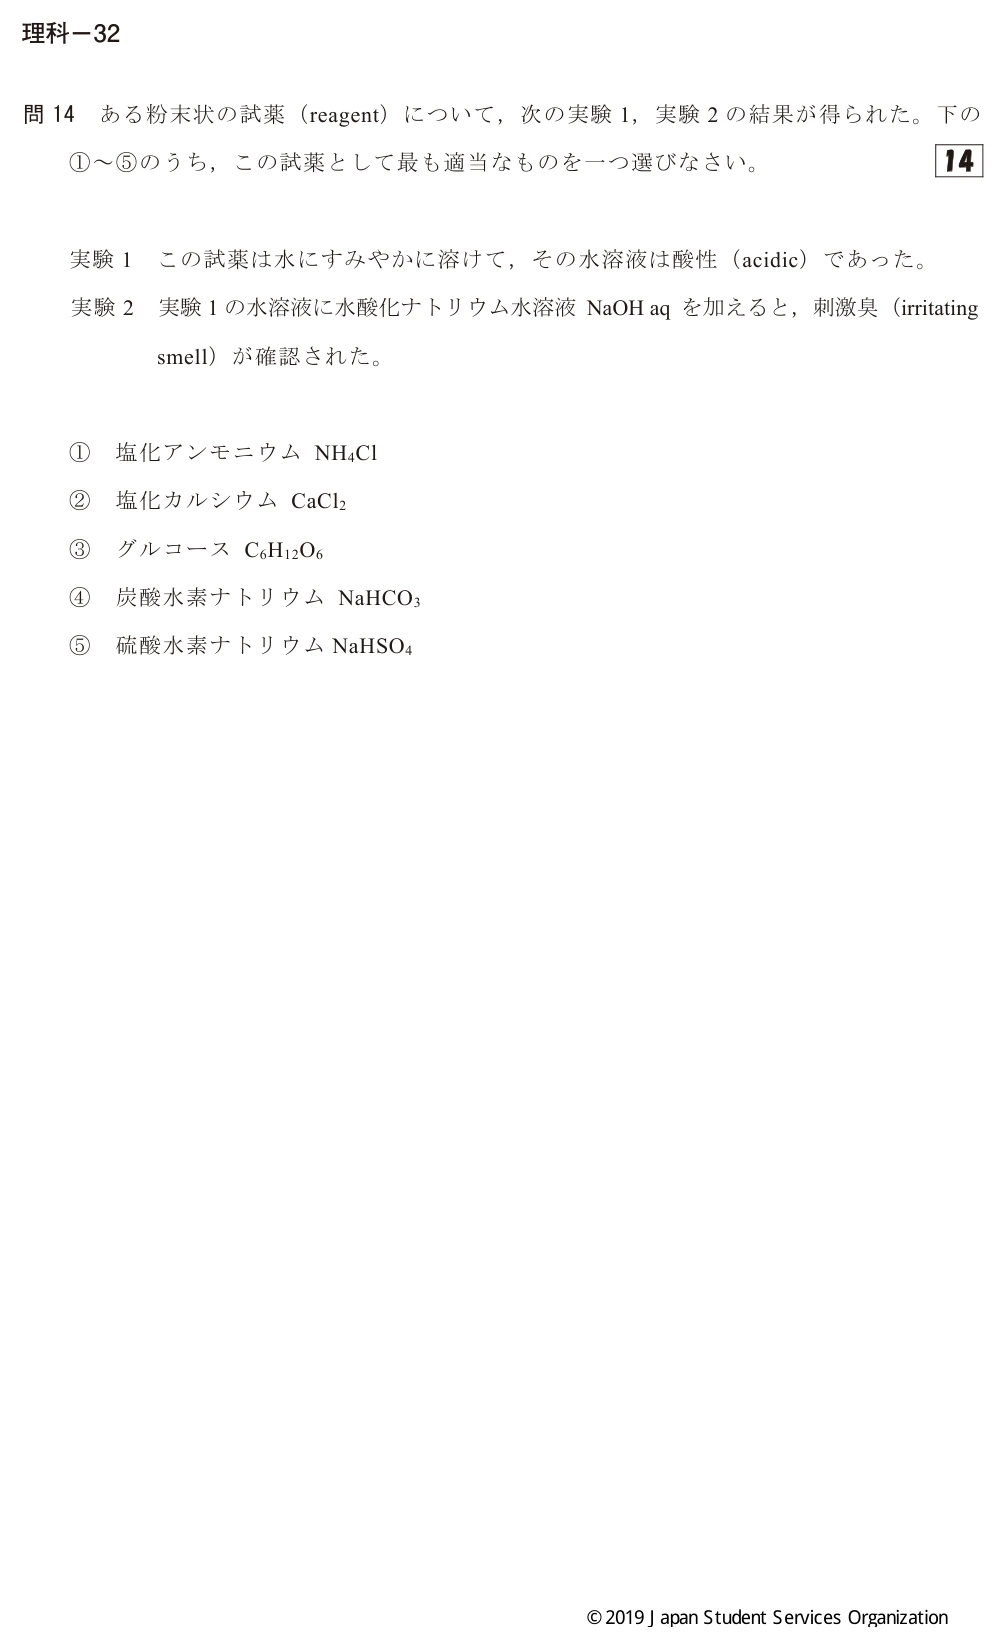 理科－32
問 14　ある粉末状の試薬（reagent）について，次の実験 1，実験 2 の結果が得られた。下の
①～⑤のうち，この試薬として最も適当なものを一つ選びなさい。 14
実験 1　この試薬は水にすみやかに溶けて，その水溶液は酸性（acidic）であった。
実験 2　実験 1 の水溶液に水酸化ナトリウム水溶液 NaOH aq を加えると，刺激臭（irritating
smell）が確認された。
①　塩化アンモニウム NH₄Cl
②　塩化カルシウム CaCl₂
③　グルコース C₆H₁₂O₆
④　炭酸水素ナトリウム NaHCO₃
⑤　硫酸水素ナトリウム NaHSO₄
© 2019 Japan Student Services Organization